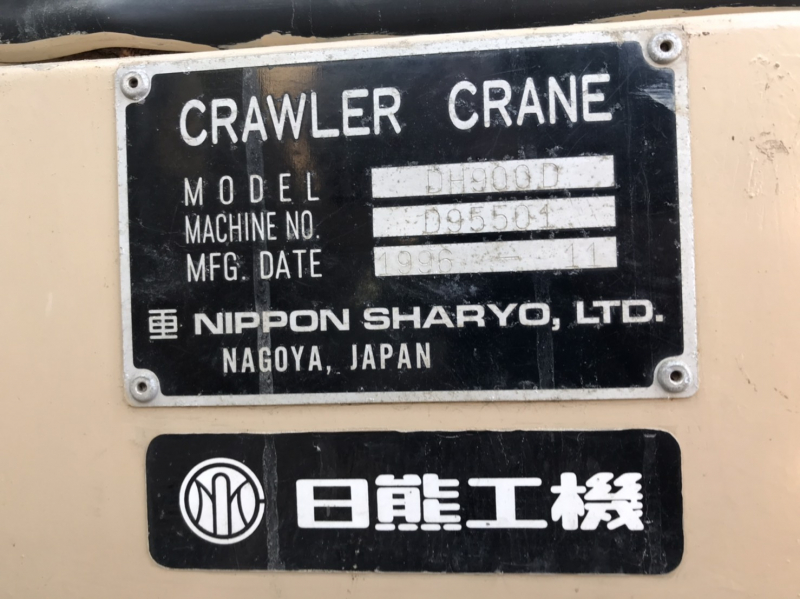 CRAWLER CRANE
MODEL DH900D
MACHINE NO. D95501
MFG. DATE 1996 - 11
NIPPON SHARYO, LTD.
NAGOYA, JAPAN
日熊工機